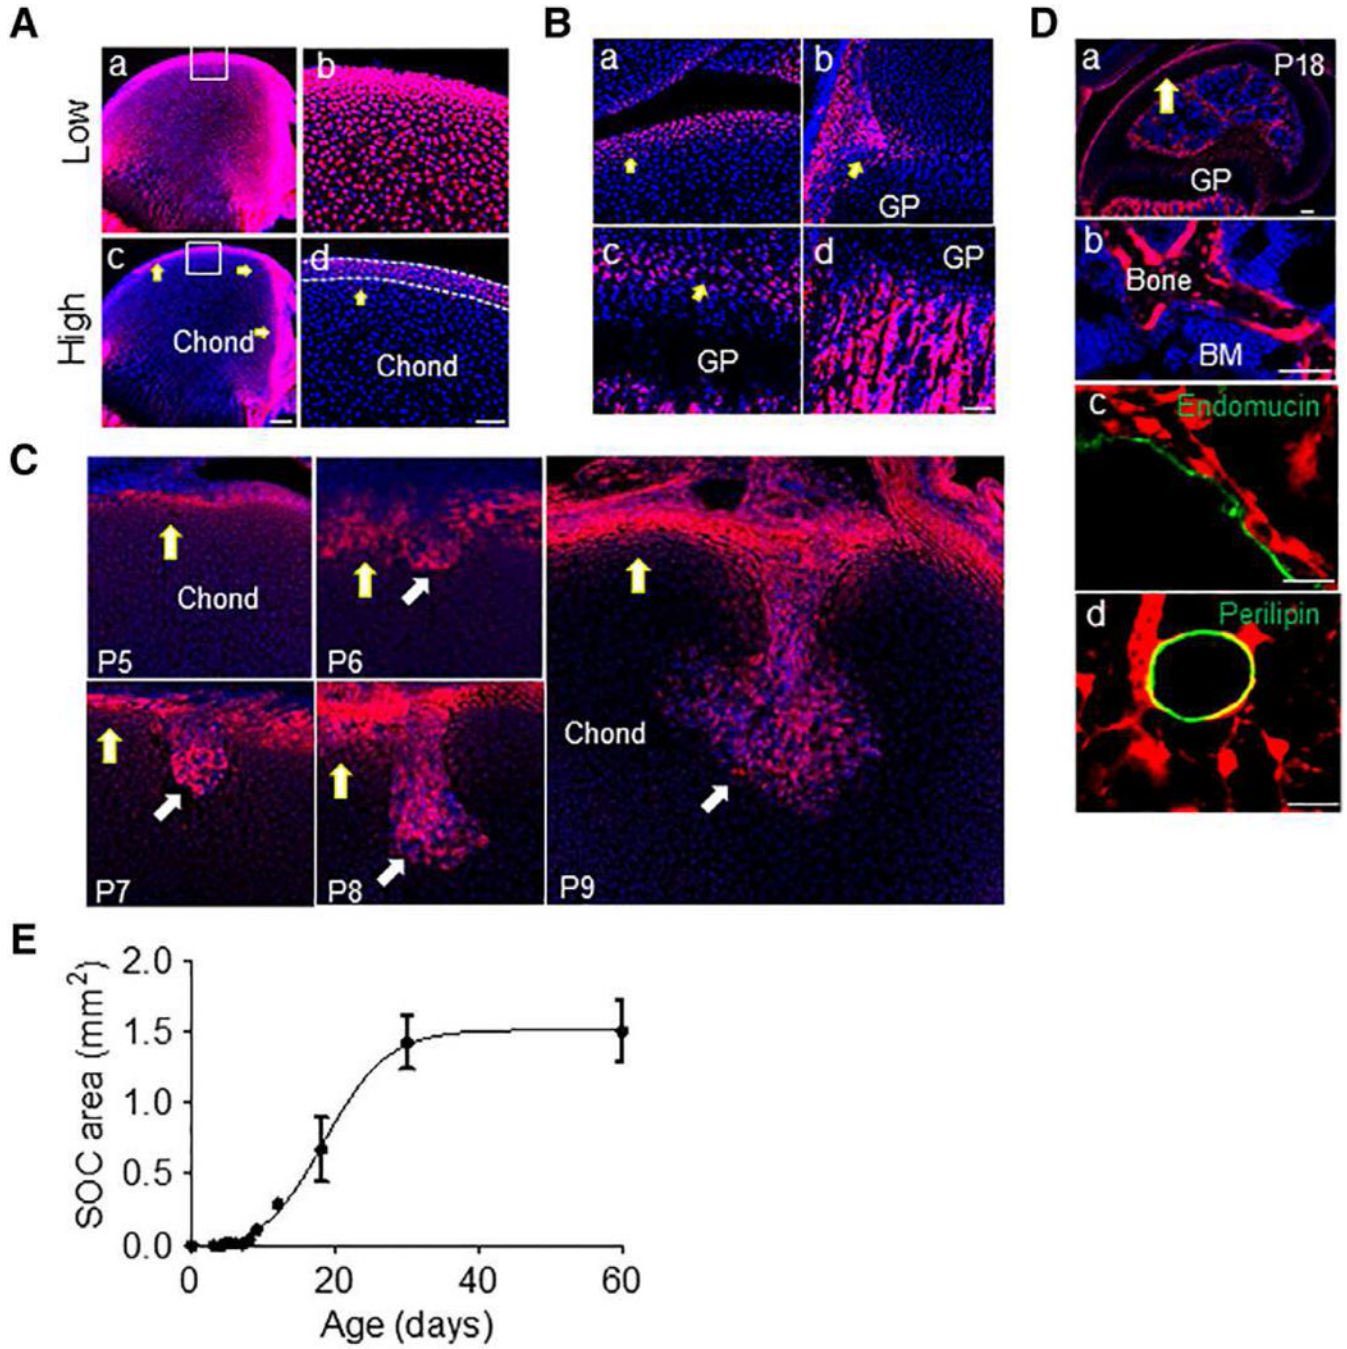 A
Low
a
b
High
c
Chond
d
Chond
B
a
b
GP
c
GP
d
GP
C
P5
Chond
P6
P7
P8
P9
Chond
D
a
P18
GP
b
Bone
BM
c
Endomucin
d
Perilipin
E
SOC area (mm²)
2.0
1.5
1.0
0.5
0.0
0
20
40
60
Age (days)